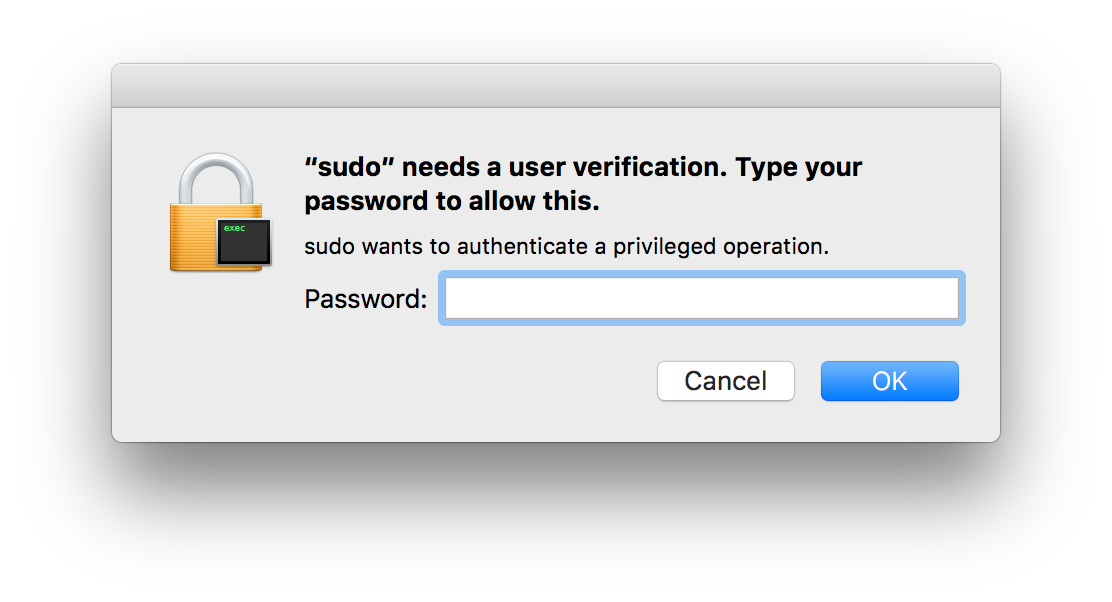 “sudo” needs a user verification. Type your
password to allow this.
exec
sudo wants to authenticate a privileged operation.
Password:
Cancel
OK